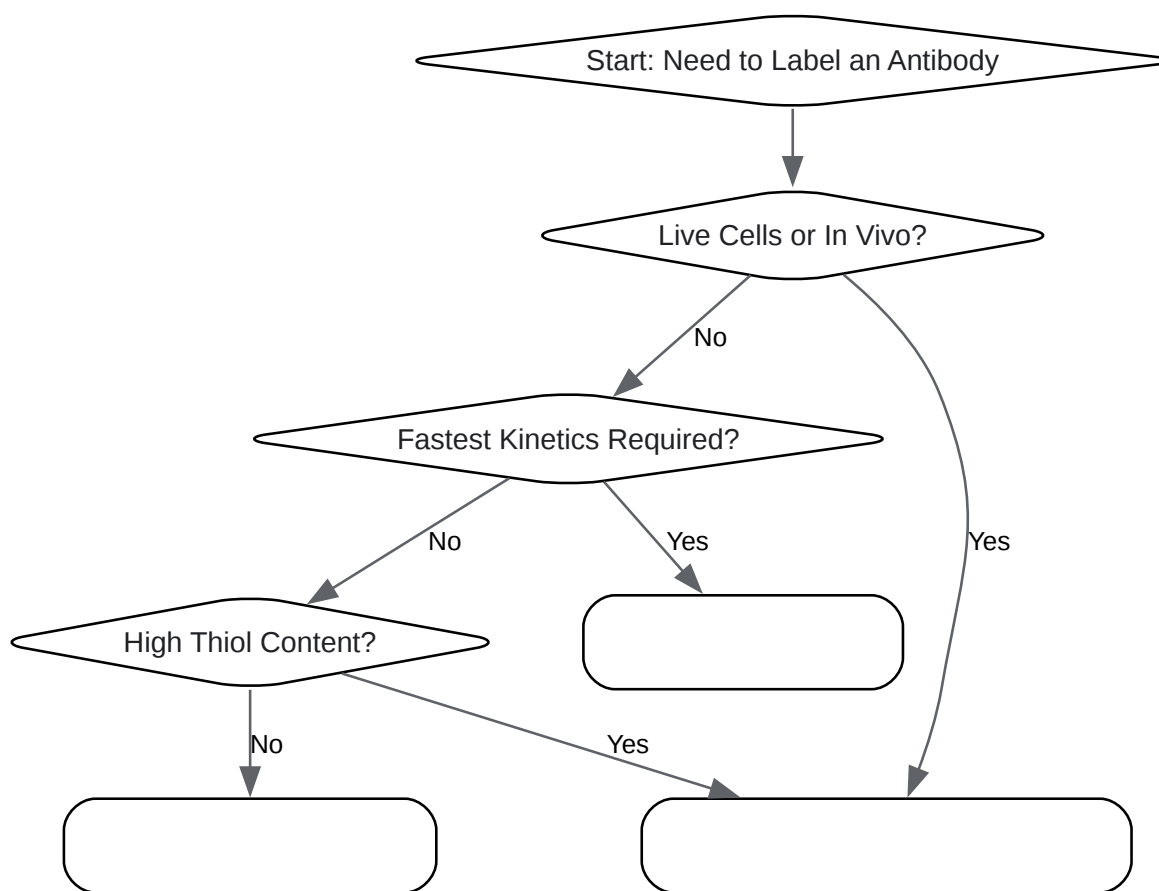 Start: Need to Label an Antibody
Live Cells or In Vivo?
No
Fastest Kinetics Required?
No
Yes
Yes
High Thiol Content?
No
Yes